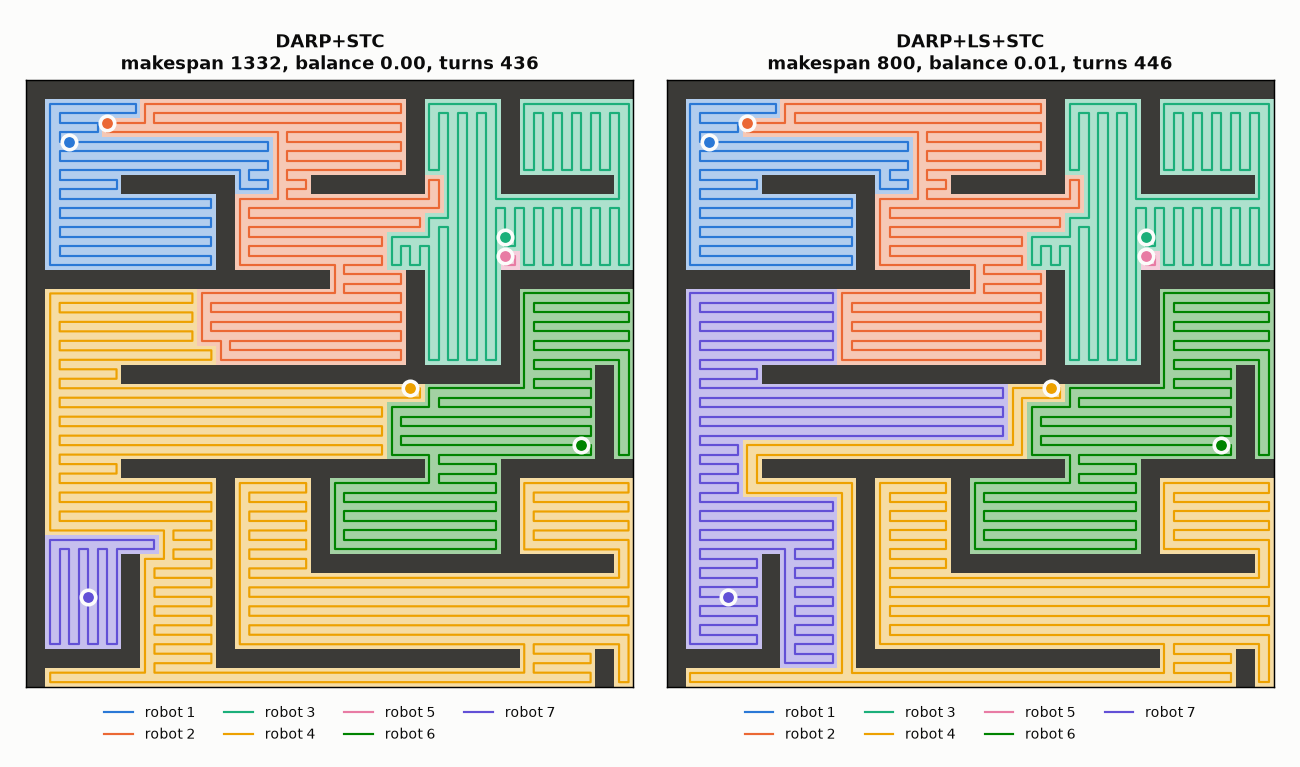 DARP+STC
makespan 1332, balance 0.00, turns 436
DARP+LS+STC
makespan 800, balance 0.01, turns 446
robot 1 robot 3 robot 5 robot 7
robot 2 robot 4 robot 6
robot 1 robot 3 robot 5 robot 7
robot 2 robot 4 robot 6